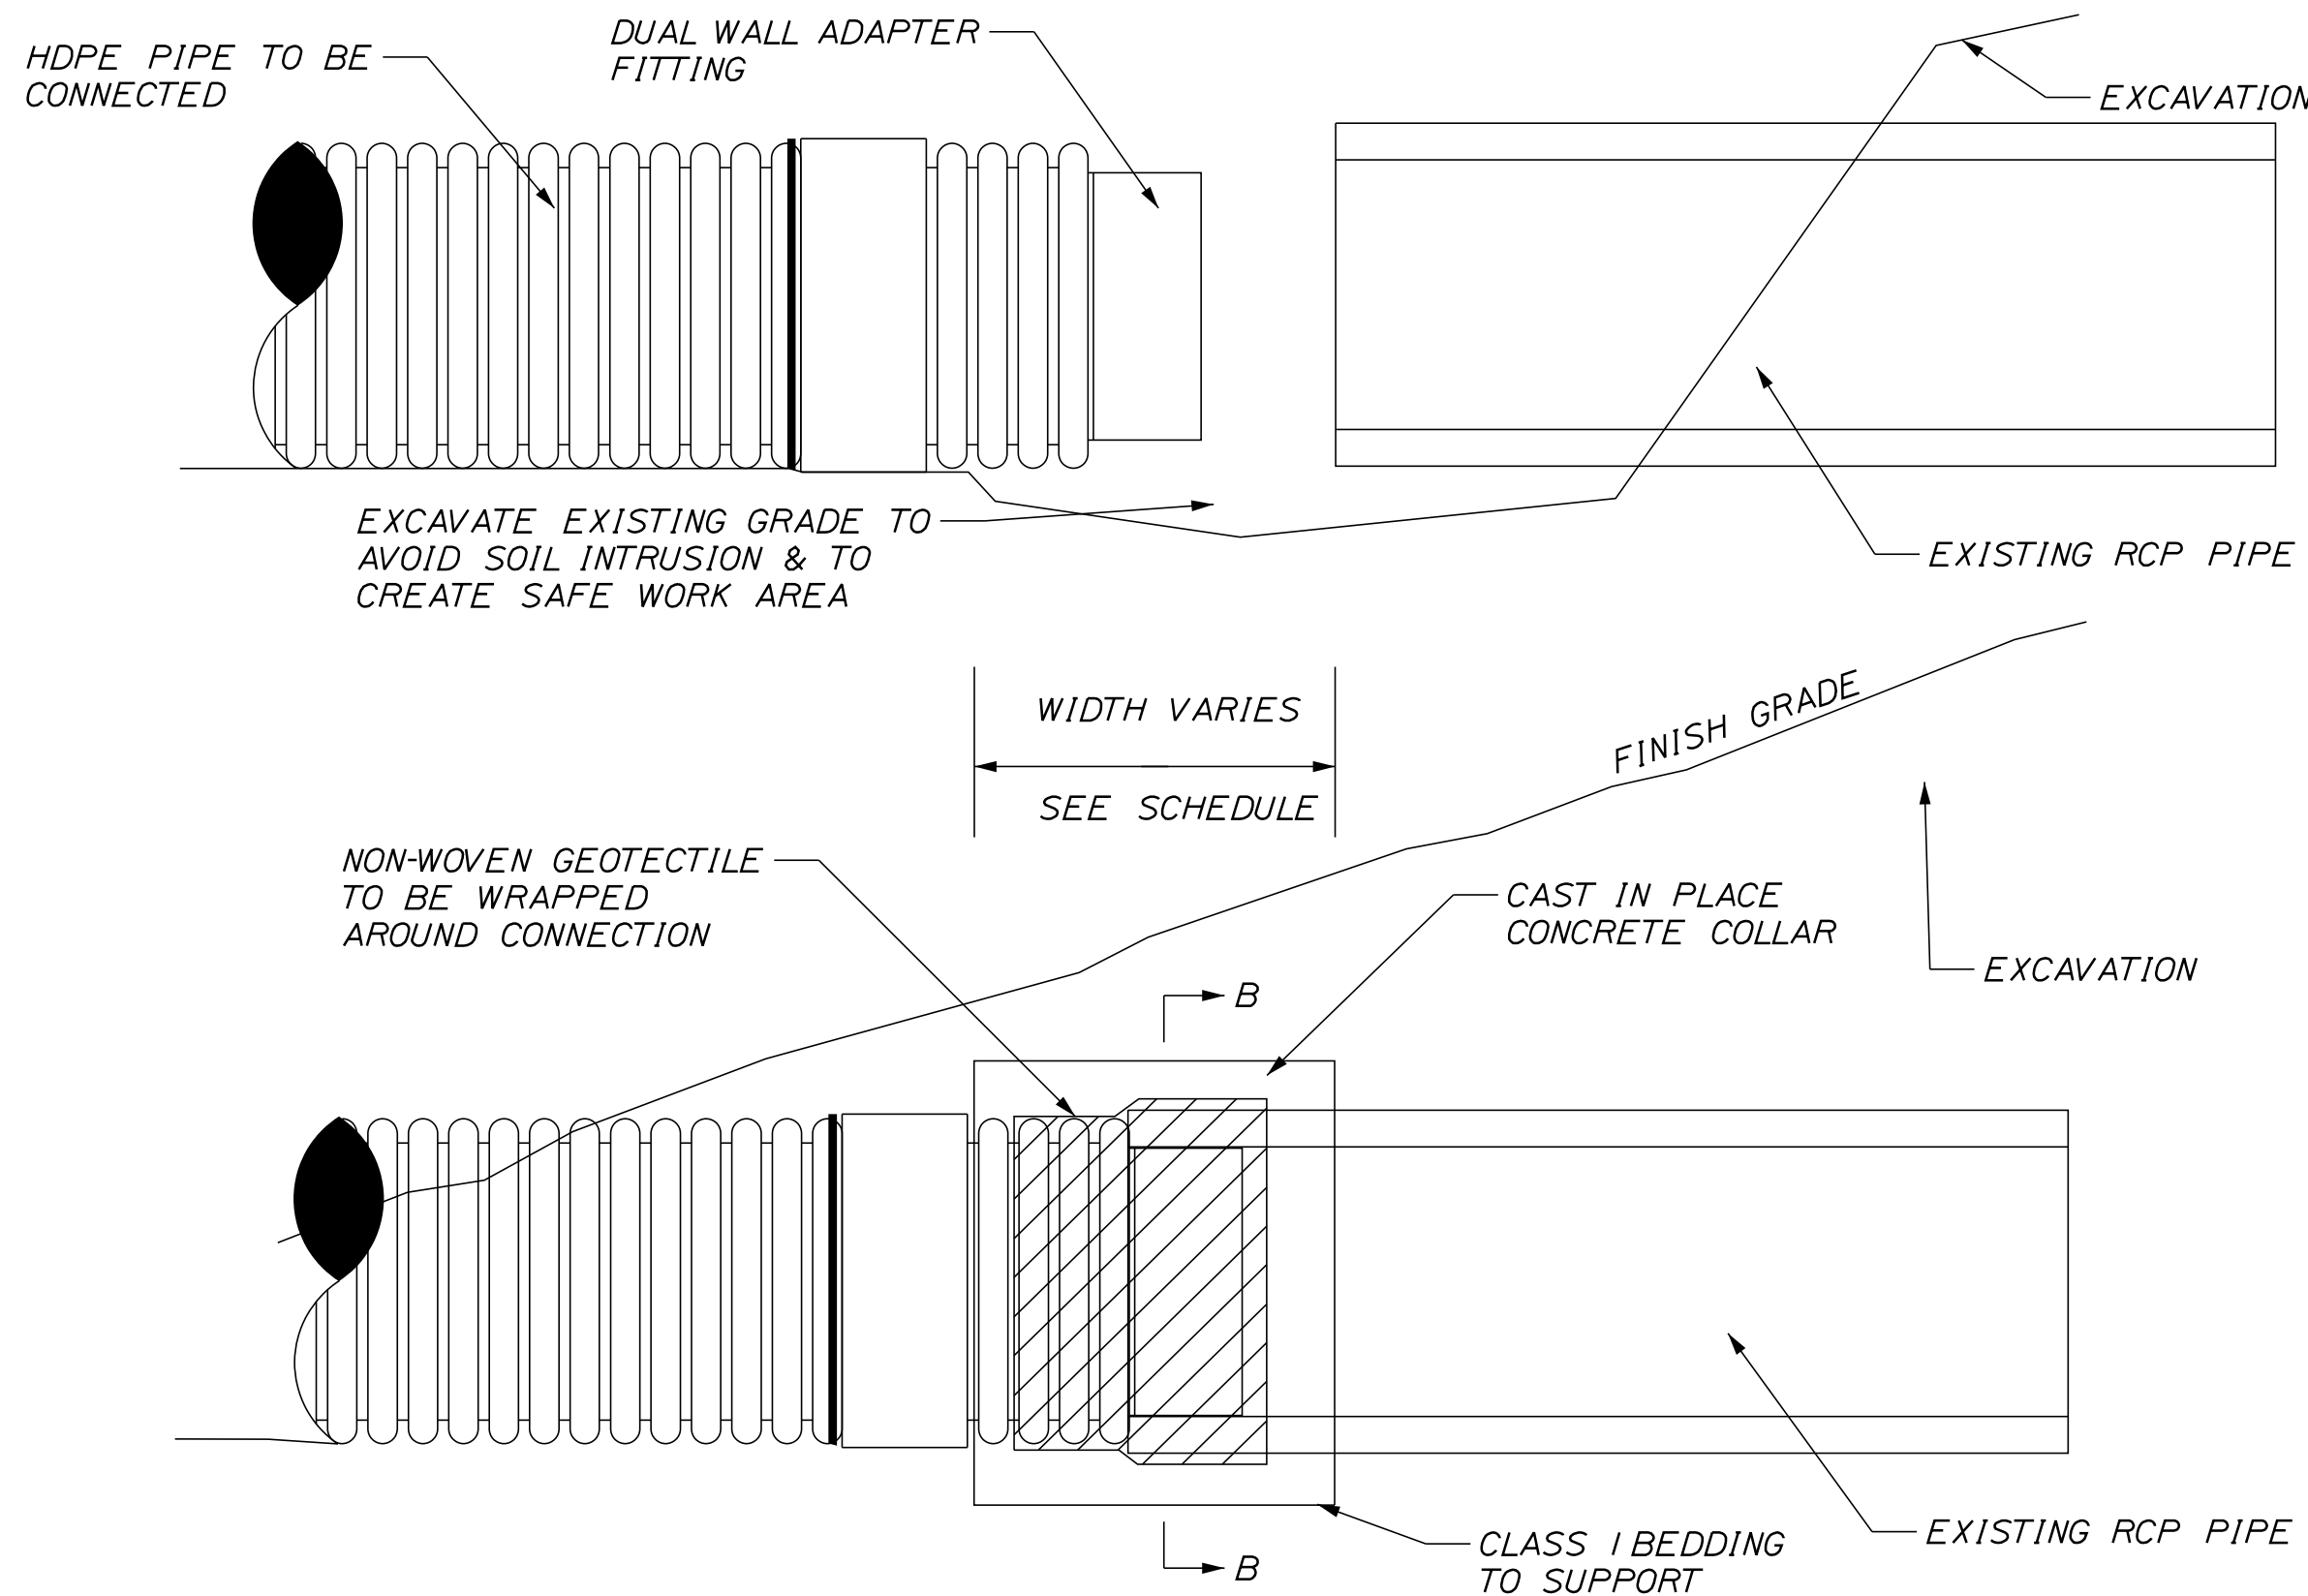 HDPE PIPE TO BE
CONNECTED
DUAL WALL ADAPTER
FITTING
EXCAVATION
EXCAVATE EXISTING GRADE TO
AVOID SOIL INTRUSION & TO
CREATE SAFE WORK AREA
EXISTING RCP PIPE
WIDTH VARIES
SEE SCHEDULE
FINISH GRADE
NON-WOVEN GEOTECTILE
TO BE WRAPPED
AROUND CONNECTION
CAST IN PLACE
CONCRETE COLLAR
EXCAVATION
B
EXISTING RCP PIPE
CLASS I BEDDING
TO SUPPORT
B